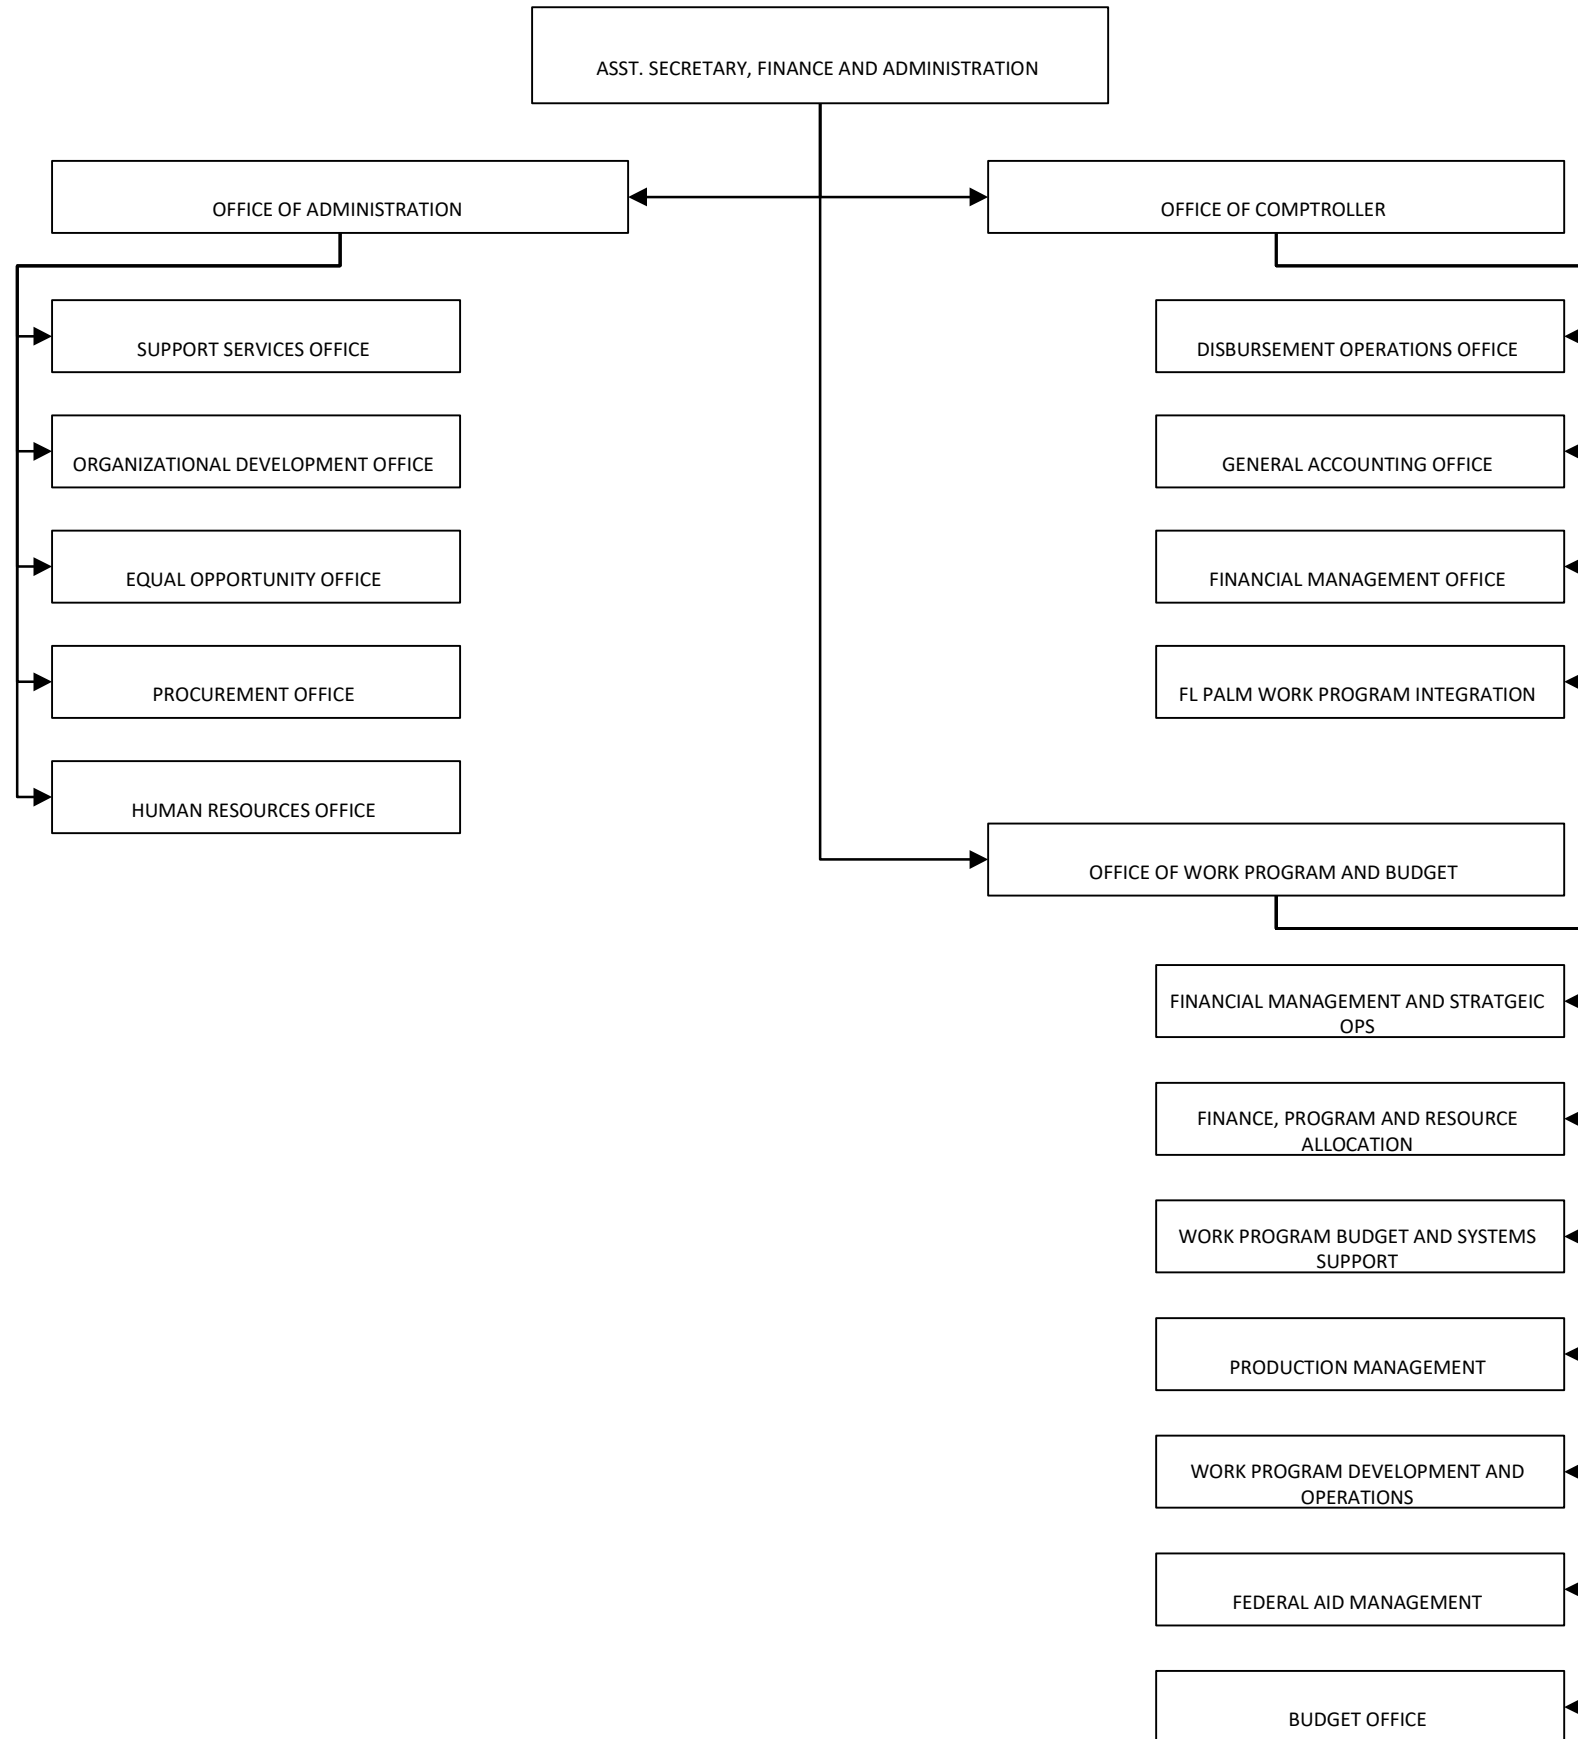 ASST. SECRETARY, FINANCE AND ADMINISTRATION
OFFICE OF ADMINISTRATION
OFFICE OF COMPTROLLER
SUPPORT SERVICES OFFICE
DISBURSEMENT OPERATIONS OFFICE
ORGANIZATIONAL DEVELOPMENT OFFICE
GENERAL ACCOUNTING OFFICE
EQUAL OPPORTUNITY OFFICE
FINANCIAL MANAGEMENT OFFICE
PROCUREMENT OFFICE
FL PALM WORK PROGRAM INTEGRATION
HUMAN RESOURCES OFFICE
OFFICE OF WORK PROGRAM AND BUDGET
FINANCIAL MANAGEMENT AND STRATGEIC
OPS
FINANCE, PROGRAM AND RESOURCE
ALLOCATION
WORK PROGRAM BUDGET AND SYSTEMS
SUPPORT
PRODUCTION MANAGEMENT
WORK PROGRAM DEVELOPMENT AND
OPERATIONS
FEDERAL AID MANAGEMENT
BUDGET OFFICE